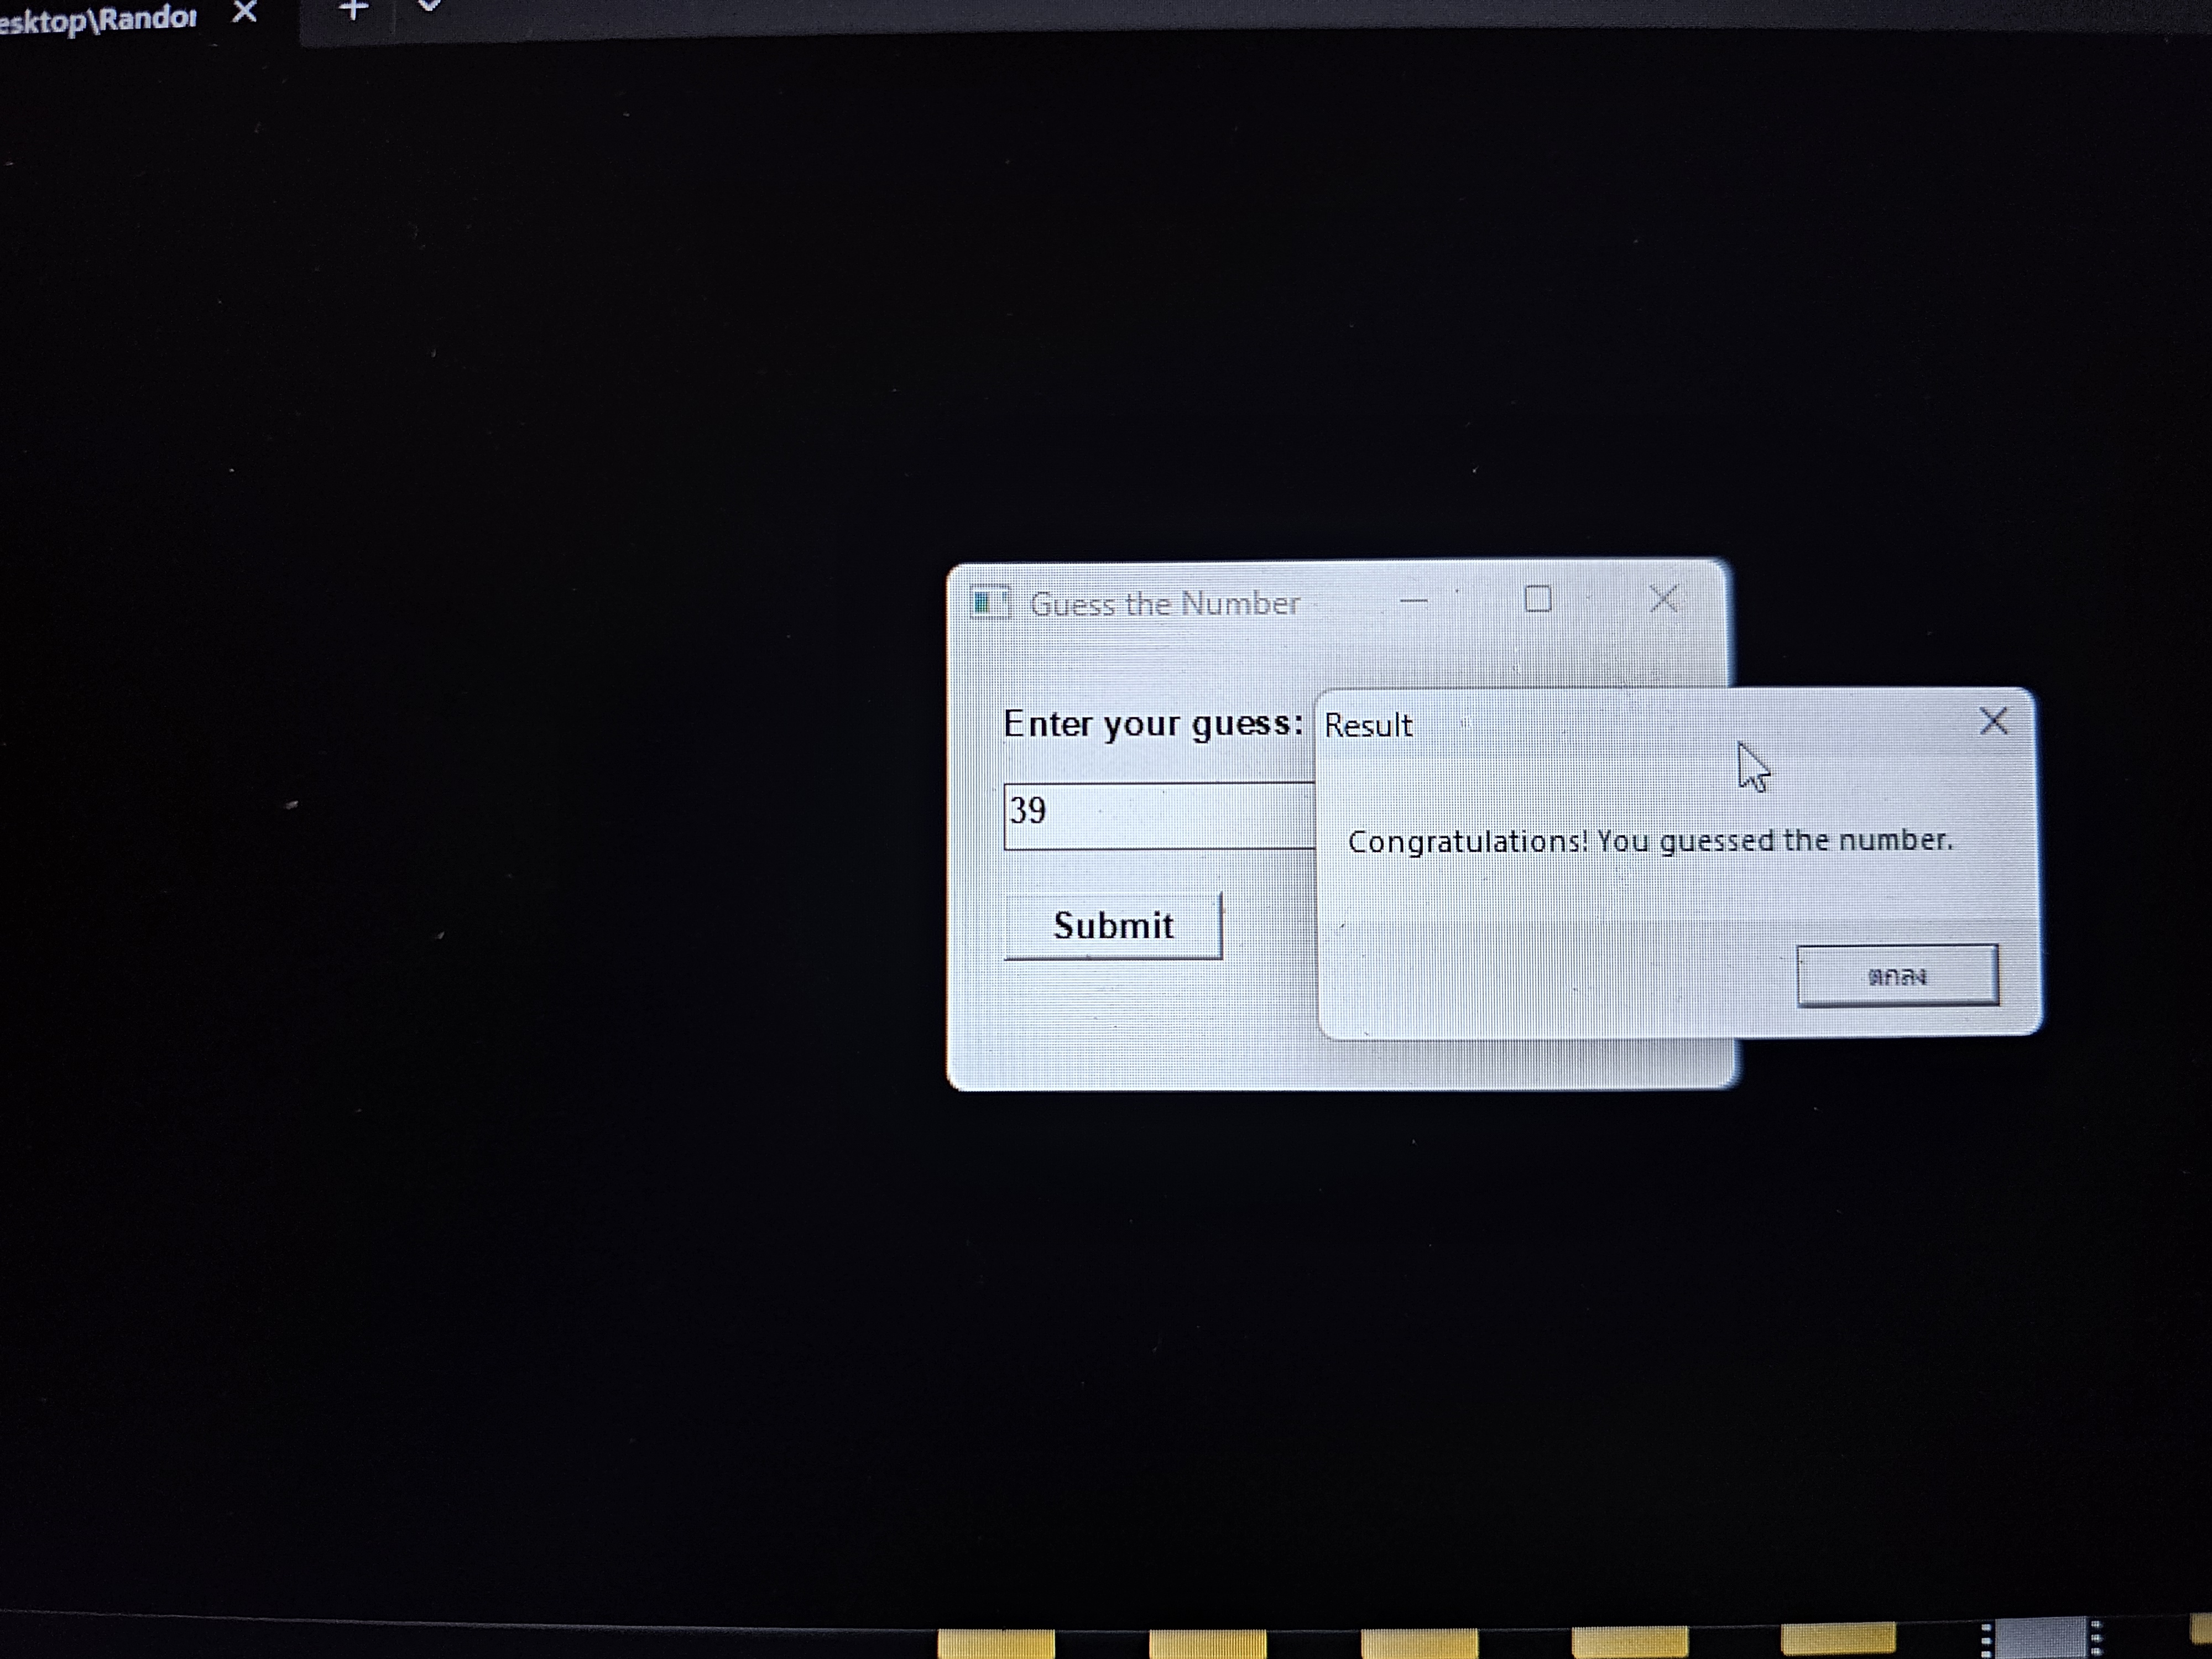 esktop\Randor
Guess the Number
Enter your guess:
39
Submit
Result
Congratulations! You guessed the number.
ตกลง